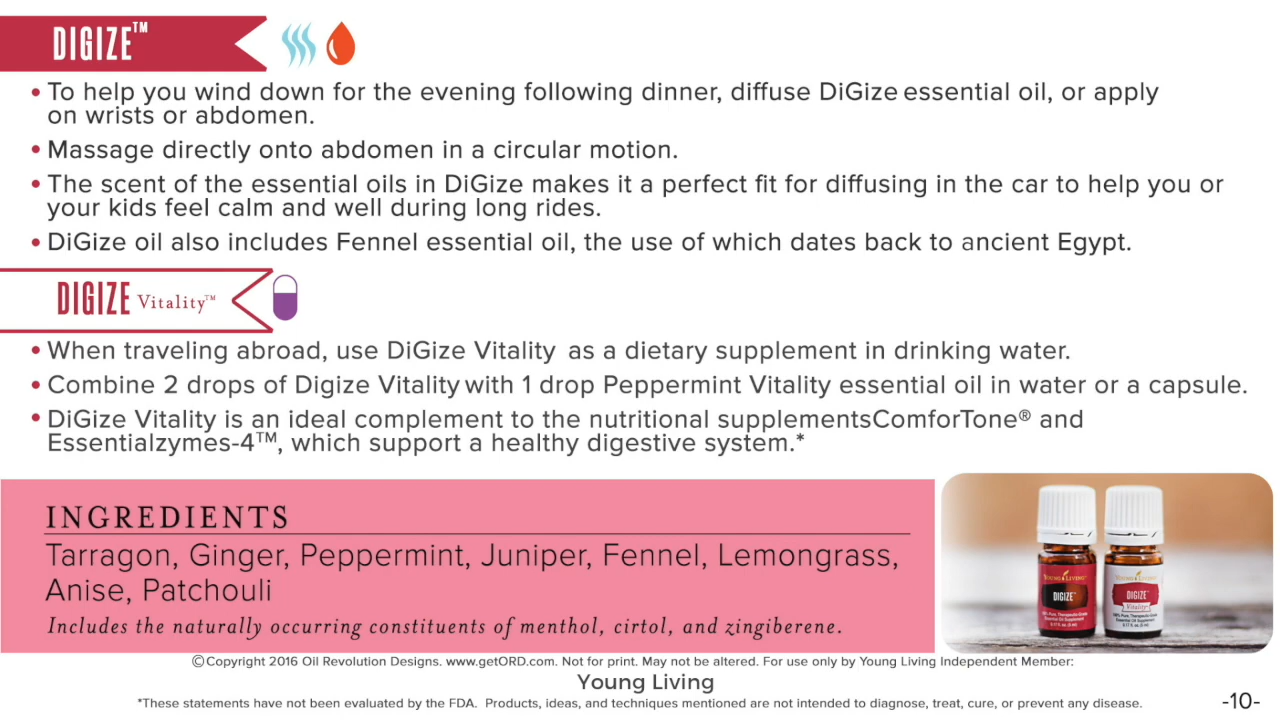 DIGIZE™
• To help you wind down for the evening following dinner, diffuse DiGize essential oil, or apply
on wrists or abdomen.
• Massage directly onto abdomen in a circular motion.
• The scent of the essential oils in DiGize makes it a perfect fit for diffusing in the car to help you or
your kids feel calm and well during long rides.
• DiGize oil also includes Fennel essential oil, the use of which dates back to ancient Egypt.
DIGIZE Vitality™
• When traveling abroad, use DiGize Vitality as a dietary supplement in drinking water.
• Combine 2 drops of Digize Vitality with 1 drop Peppermint Vitality essential oil in water or a capsule.
• DiGize Vitality is an ideal complement to the nutritional supplementsComforTone® and
Essentialzymes-4™, which support a healthy digestive system.*
INGREDIENTS
Tarragon, Ginger, Peppermint, Juniper, Fennel, Lemongrass,
Anise, Patchouli
Includes the naturally occurring constituents of menthol, cirtol, and zingiberene.
YOUNG LIVING
DIGIZE™
YOUNG LIVING
DIGIZE™
Vitality™
©Copyright 2016 Oil Revolution Designs. www.getORD.com. Not for print. May not be altered. For use only by Young Living Independent Member:
Young Living
*These statements have not been evaluated by the FDA. Products, ideas, and techniques mentioned are not intended to diagnose, treat, cure, or prevent any disease.
-10-